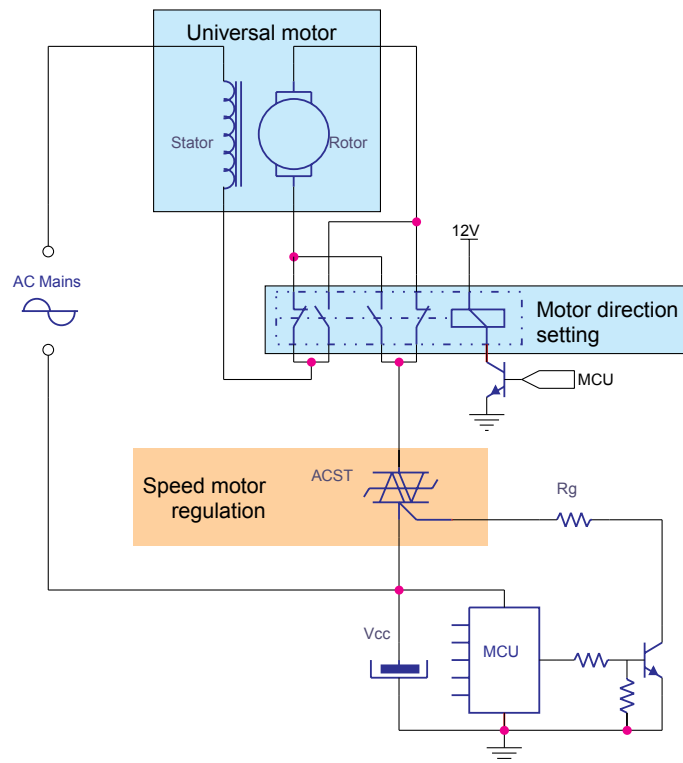 Universal motor
Stator
Rotor
12V
AC Mains
Motor direction
setting
MCU
ACST
Speed motor
regulation
Rg
Vcc
MCU